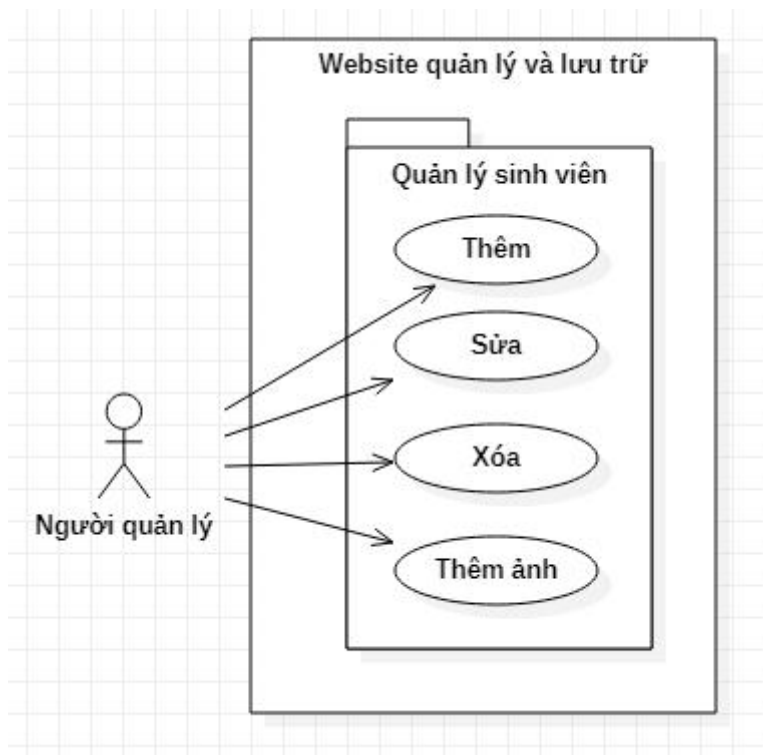 Website quản lý và lưu trữ
Quản lý sinh viên
Thêm
Sửa
Xóa
Thêm ảnh
Người quản lý